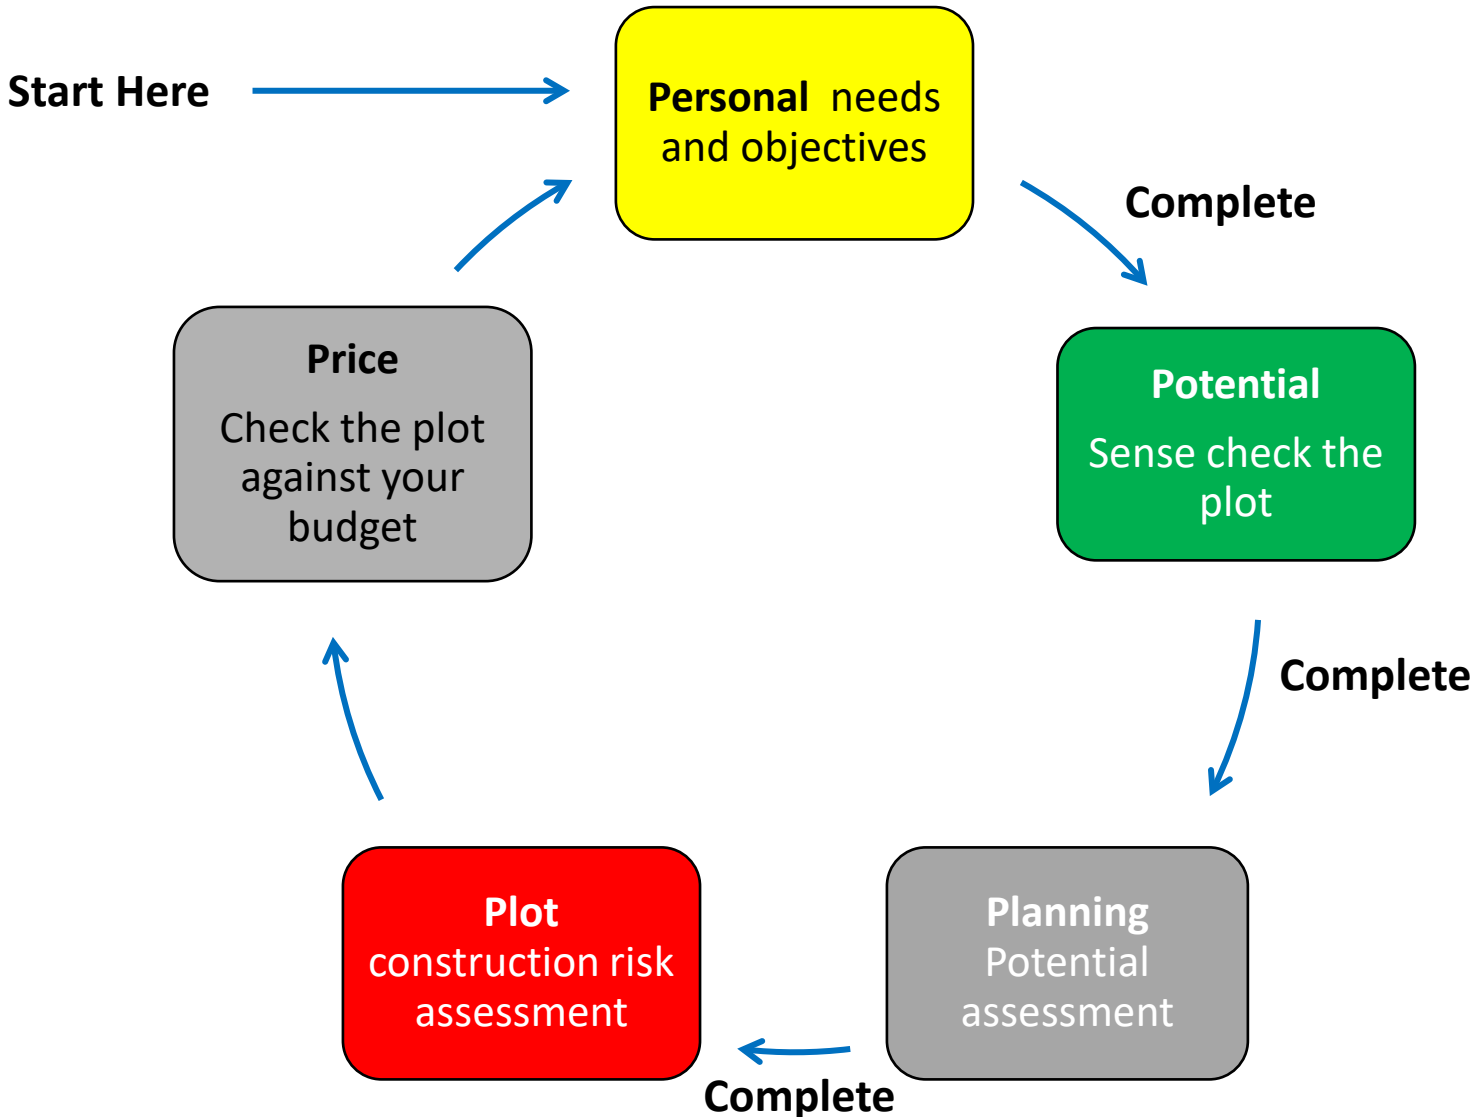 Start Here
Personal needs
and objectives
Complete
Potential
Sense check the
plot
Complete
Planning
Potential
assessment
Complete
Plot
construction risk
assessment
Price
Check the plot
against your
budget